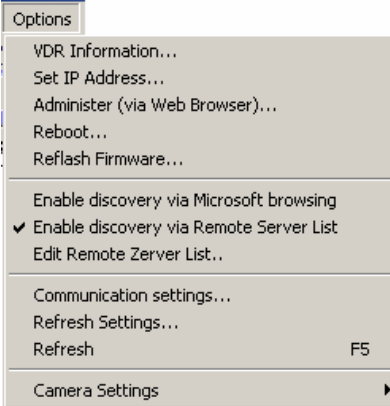 Options
VDR Information...
Set IP Address...
Administer (via Web Browser)...
Reboot...
Reflash Firmware...
Enable discovery via Microsoft browsing
Enable discovery via Remote Server List
Edit Remote Zerver List..
Communication settings...
Refresh Settings...
Refresh F5
Camera Settings